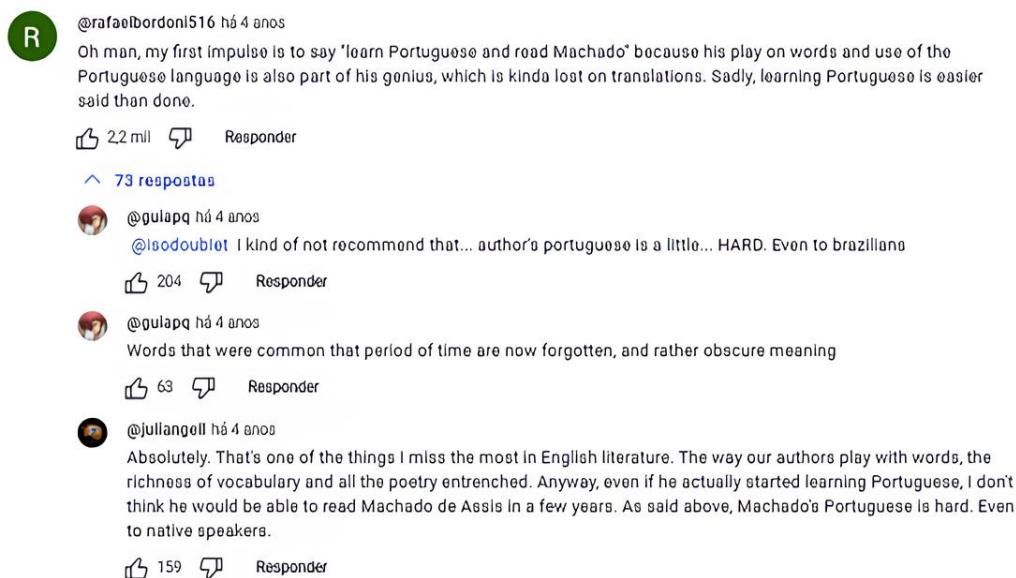 R
@rafaelbordoni516 há 4 anos
Oh man, my first impulse is to say "learn Portuguese and read Machado" because his play on words and use of the
Portuguese language is also part of his genius, which is kinda lost on translations. Sadly, learning Portuguese is easier
said than done.
2,2 mil Responder
73 respostas
@guiapq há 4 anos
@isodoublet I kind of not recommend that... author's portuguese is a little... HARD. Even to brazilians
204 Responder
@guiapq há 4 anos
Words that were common that period of time are now forgotten, and rather obscure meaning
63 Responder
@juliangell há 4 anos
Absolutely. That's one of the things I miss the most in English literature. The way our authors play with words, the
richness of vocabulary and all the poetry entrenched. Anyway, even if he actually started learning Portuguese, I don't
think he would be able to read Machado de Assis in a few years. As said above, Machado's Portuguese is hard. Even
to native speakers.
159 Responder